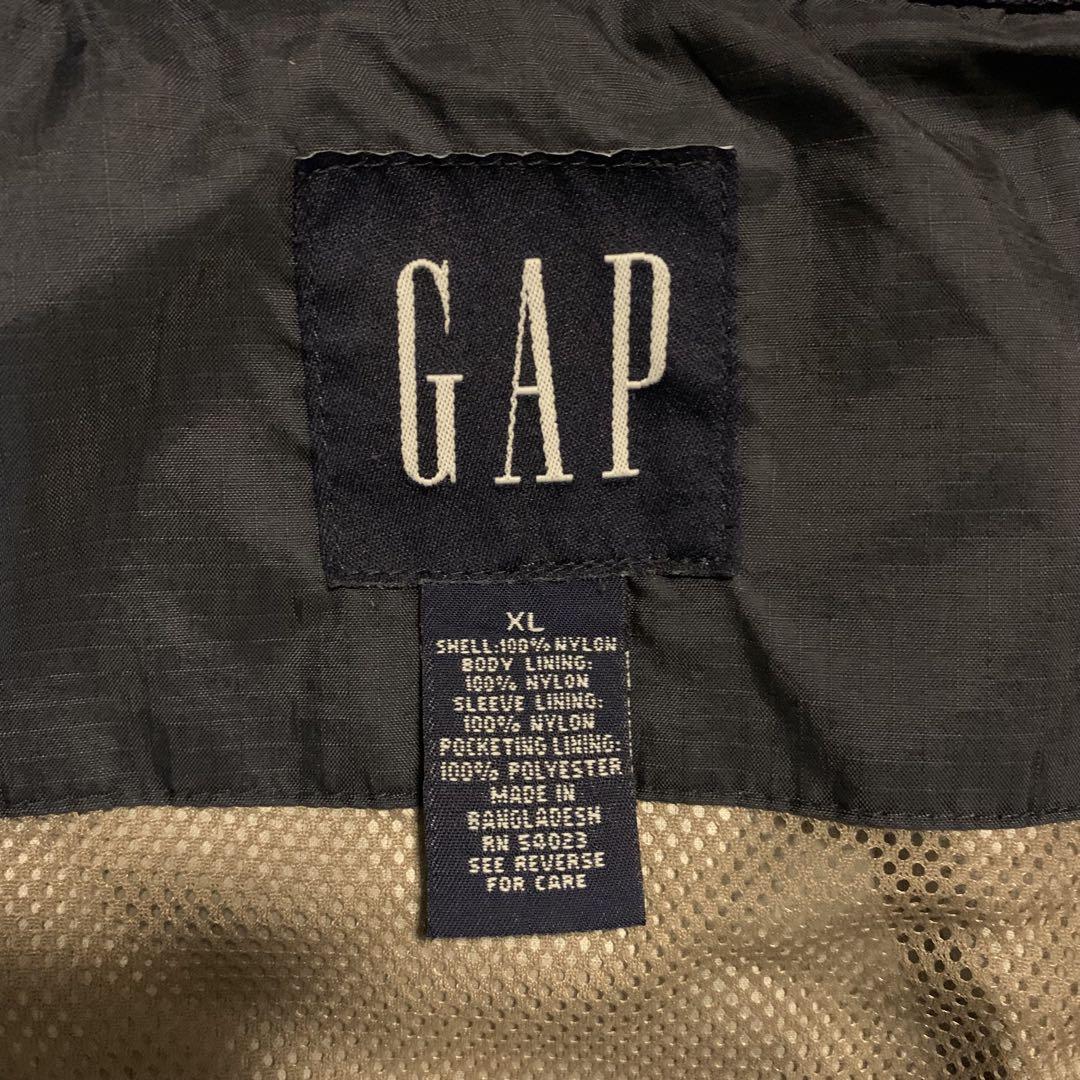 GAP
XL
SHELL:100% NYLON
BODY LINING:
100% NYLON
SLEEVE LINING:
100% NYLON
POCKETING LINING:
100% POLYESTER
MADE IN
BANGLADESH
RN 54023
SEE REVERSE
FOR CARE